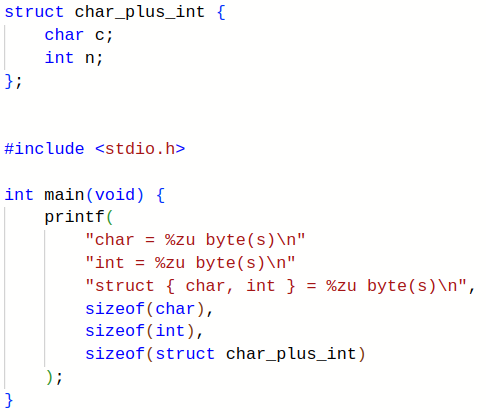 struct char_plus_int {
    char c;
    int n;
};
#include <stdio.h>
int main(void) {
    printf(
        "char = %zu byte(s)\n"
        "int = %zu byte(s)\n"
        "struct { char, int } = %zu byte(s)\n",
        sizeof(char),
        sizeof(int),
        sizeof(struct char_plus_int)
    );
}